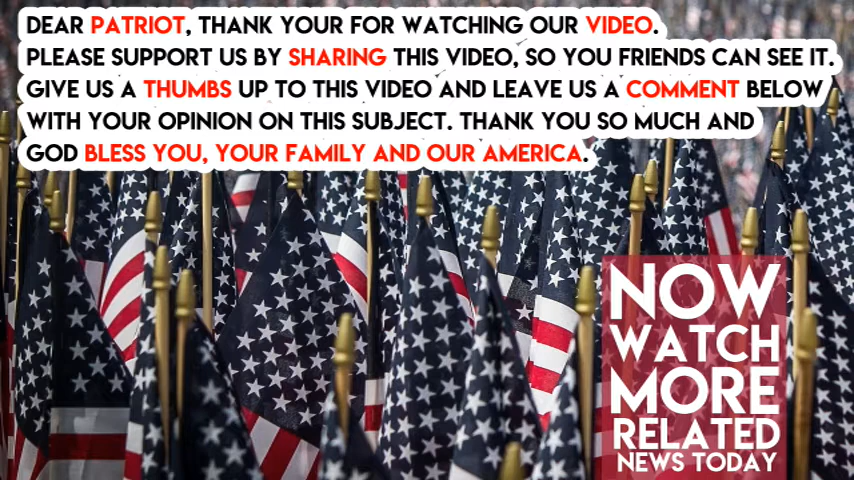 DEAR PATRIOT, THANK YOUR FOR WATCHING OUR VIDEO.
PLEASE SUPPORT US BY SHARING THIS VIDEO, SO YOU FRIENDS CAN SEE IT.
GIVE US A THUMBS UP TO THIS VIDEO AND LEAVE US A COMMENT BELOW
WITH YOUR OPINION ON THIS SUBJECT. THANK YOU SO MUCH AND
GOD BLESS YOU, YOUR FAMILY AND OUR AMERICA.
NOW
WATCH
MORE
RELATED
NEWS TODAY